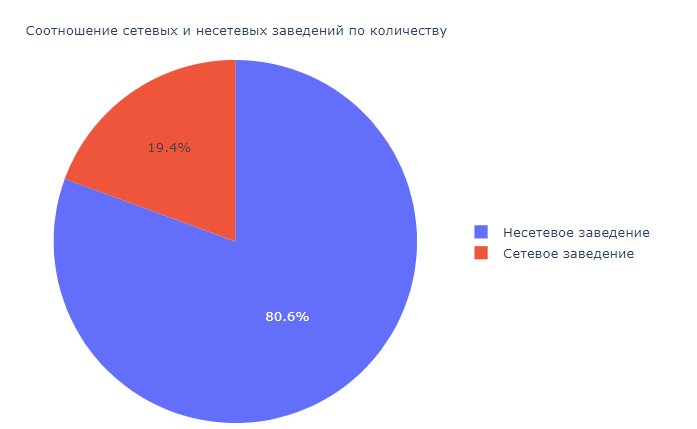 Соотношение сетевых и несетевых заведений по количеству
19.4%
80.6%
Несетевое заведение
Сетевое заведение